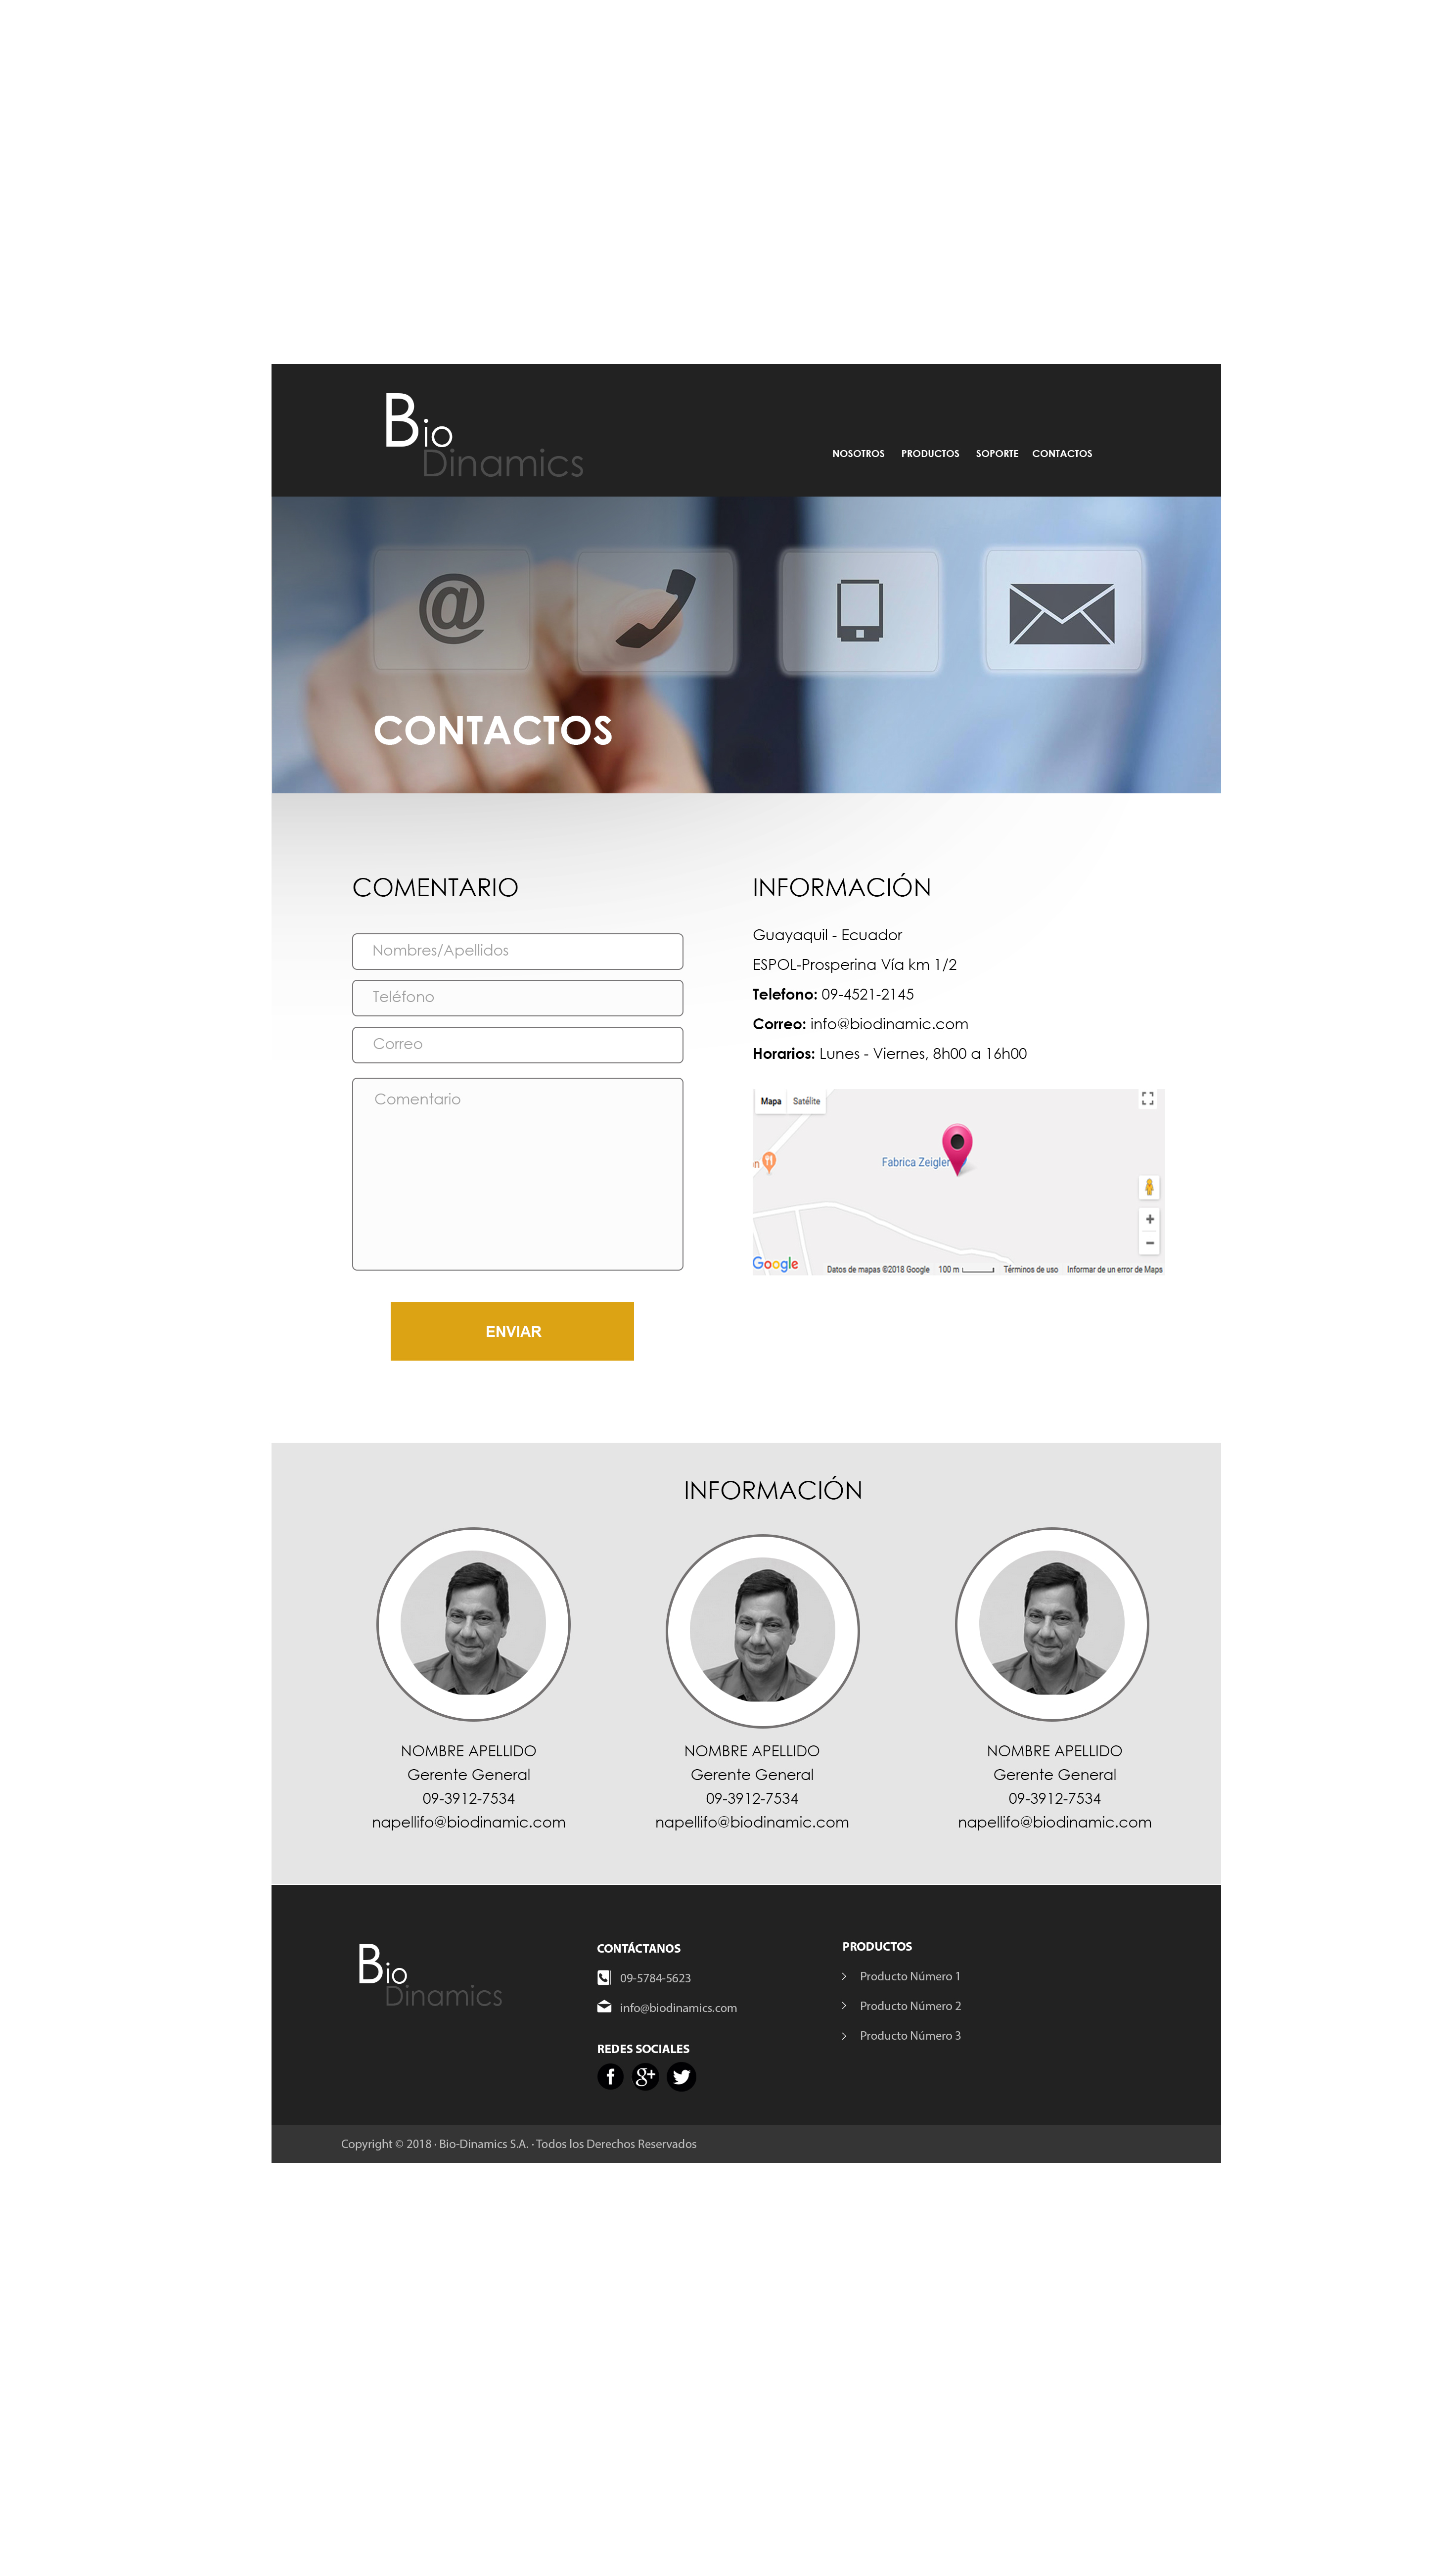 Bio
Dinamics
NOSOTROS PRODUCTOS SOPORTE CONTACTOS
@
CONTACTOS
COMENTARIO
Nombres/Apellidos
Teléfono
Correo
Comentario
ENVIAR
INFORMACIÓN
Guayaquil - Ecuador
ESPOL-Prosperina Vía km 1/2
Telefono: 09-4521-2145
Correo: info@biodinamic.com
Horarios: Lunes - Viernes, 8h00 a 16h00
Mapa Satélite
n
Fabrica Zeigler
Google
Datos de mapas ©2018 Google 100 m Términos de uso Informar de un error de Maps
INFORMACIÓN
NOMBRE APELLIDO
Gerente General
09-3912-7534
napellifo@biodinamic.com
NOMBRE APELLIDO
Gerente General
09-3912-7534
napellifo@biodinamic.com
NOMBRE APELLIDO
Gerente General
09-3912-7534
napellifo@biodinamic.com
Bio
Dinamics
CONTÁCTANOS
09-5784-5623
info@biodinamics.com
REDES SOCIALES
PRODUCTOS
Producto Número 1
Producto Número 2
Producto Número 3
Copyright © 2018 · Bio-Dinamics S.A. · Todos los Derechos Reservados